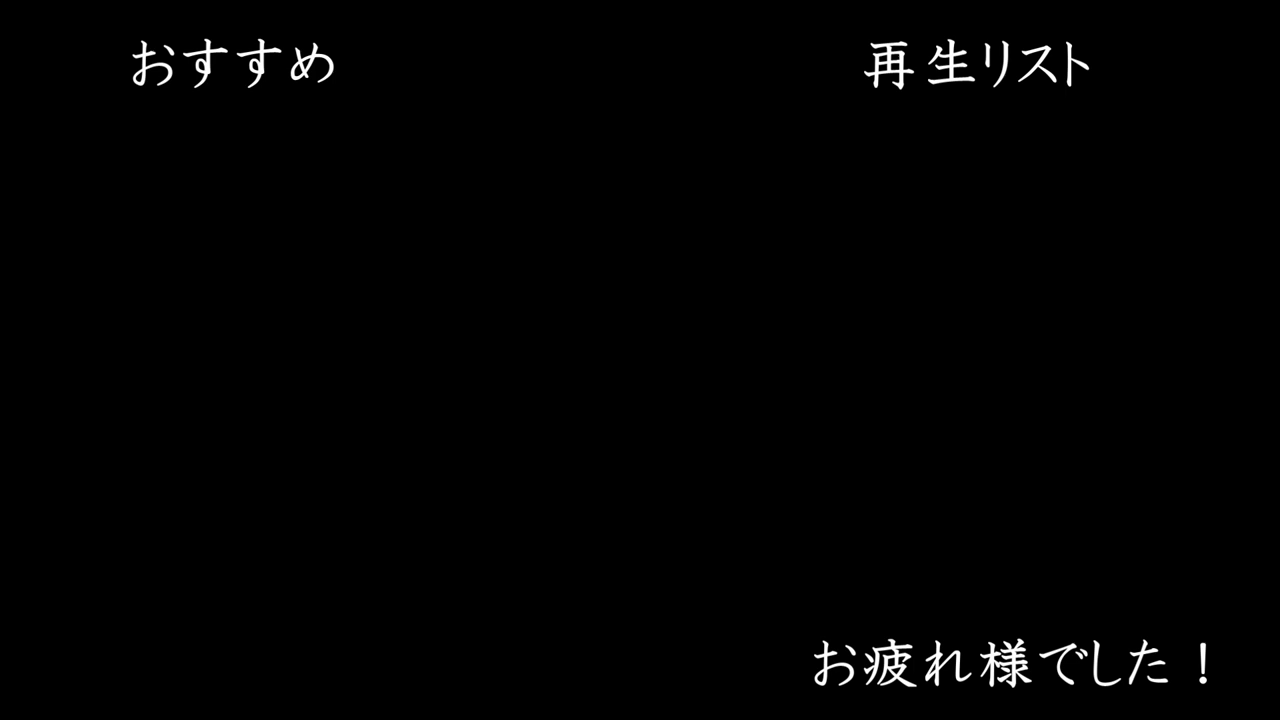 おすすめ
再生リスト
お疲れ様でした！